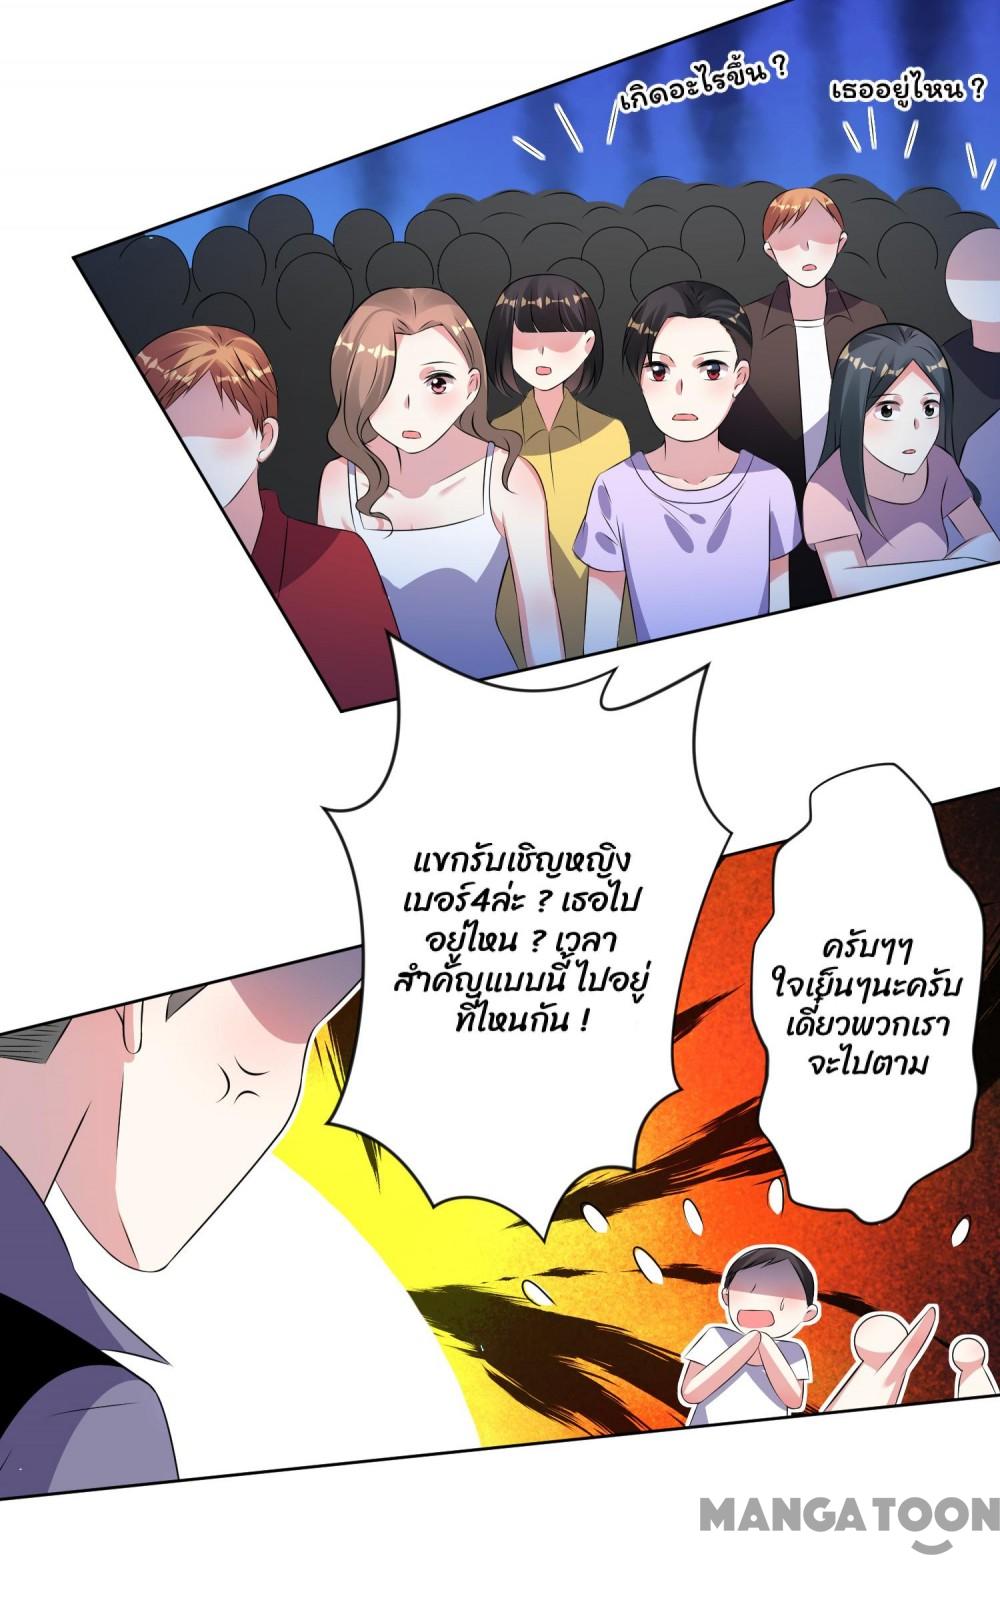 เกิดอะไรขึ้น ?
เธออยู่ไหน ?
แขกรับเชิญหญิง
เบอร์4ล่ะ ? เธอไป
อยู่ไหน ? เวลา
สำคัญแบบนี้ ไปอยู่
ที่ไหนกัน !
ครับๆๆ
ใจเย็นๆนะครับ
เดี๋ยวพวกเรา
จะไปตาม
MANGATOON